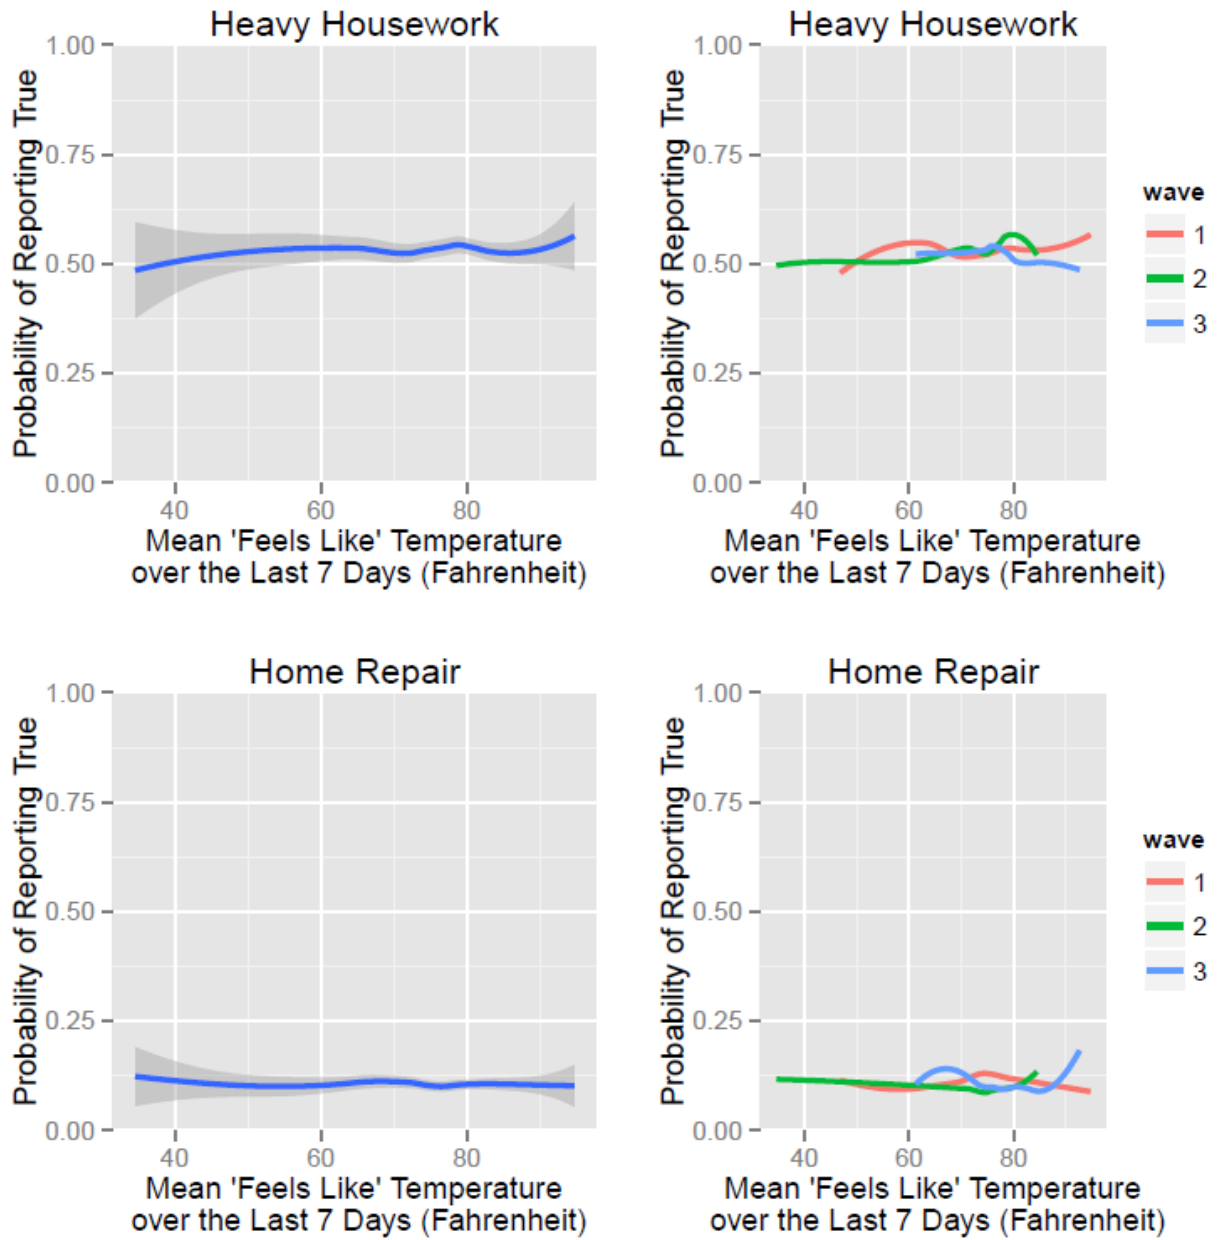 Heavy Housework
Probability of Reporting True
1.00
0.75
0.50
0.25
0.00
40 60 80
Mean 'Feels Like' Temperature
over the Last 7 Days (Fahrenheit)
Heavy Housework
Probability of Reporting True
1.00
0.75
0.50
0.25
0.00
40 60 80
Mean 'Feels Like' Temperature
over the Last 7 Days (Fahrenheit)
wave
1
2
3
Home Repair
Probability of Reporting True
1.00
0.75
0.50
0.25
0.00
40 60 80
Mean 'Feels Like' Temperature
over the Last 7 Days (Fahrenheit)
Home Repair
Probability of Reporting True
1.00
0.75
0.50
0.25
0.00
40 60 80
Mean 'Feels Like' Temperature
over the Last 7 Days (Fahrenheit)
wave
1
2
3